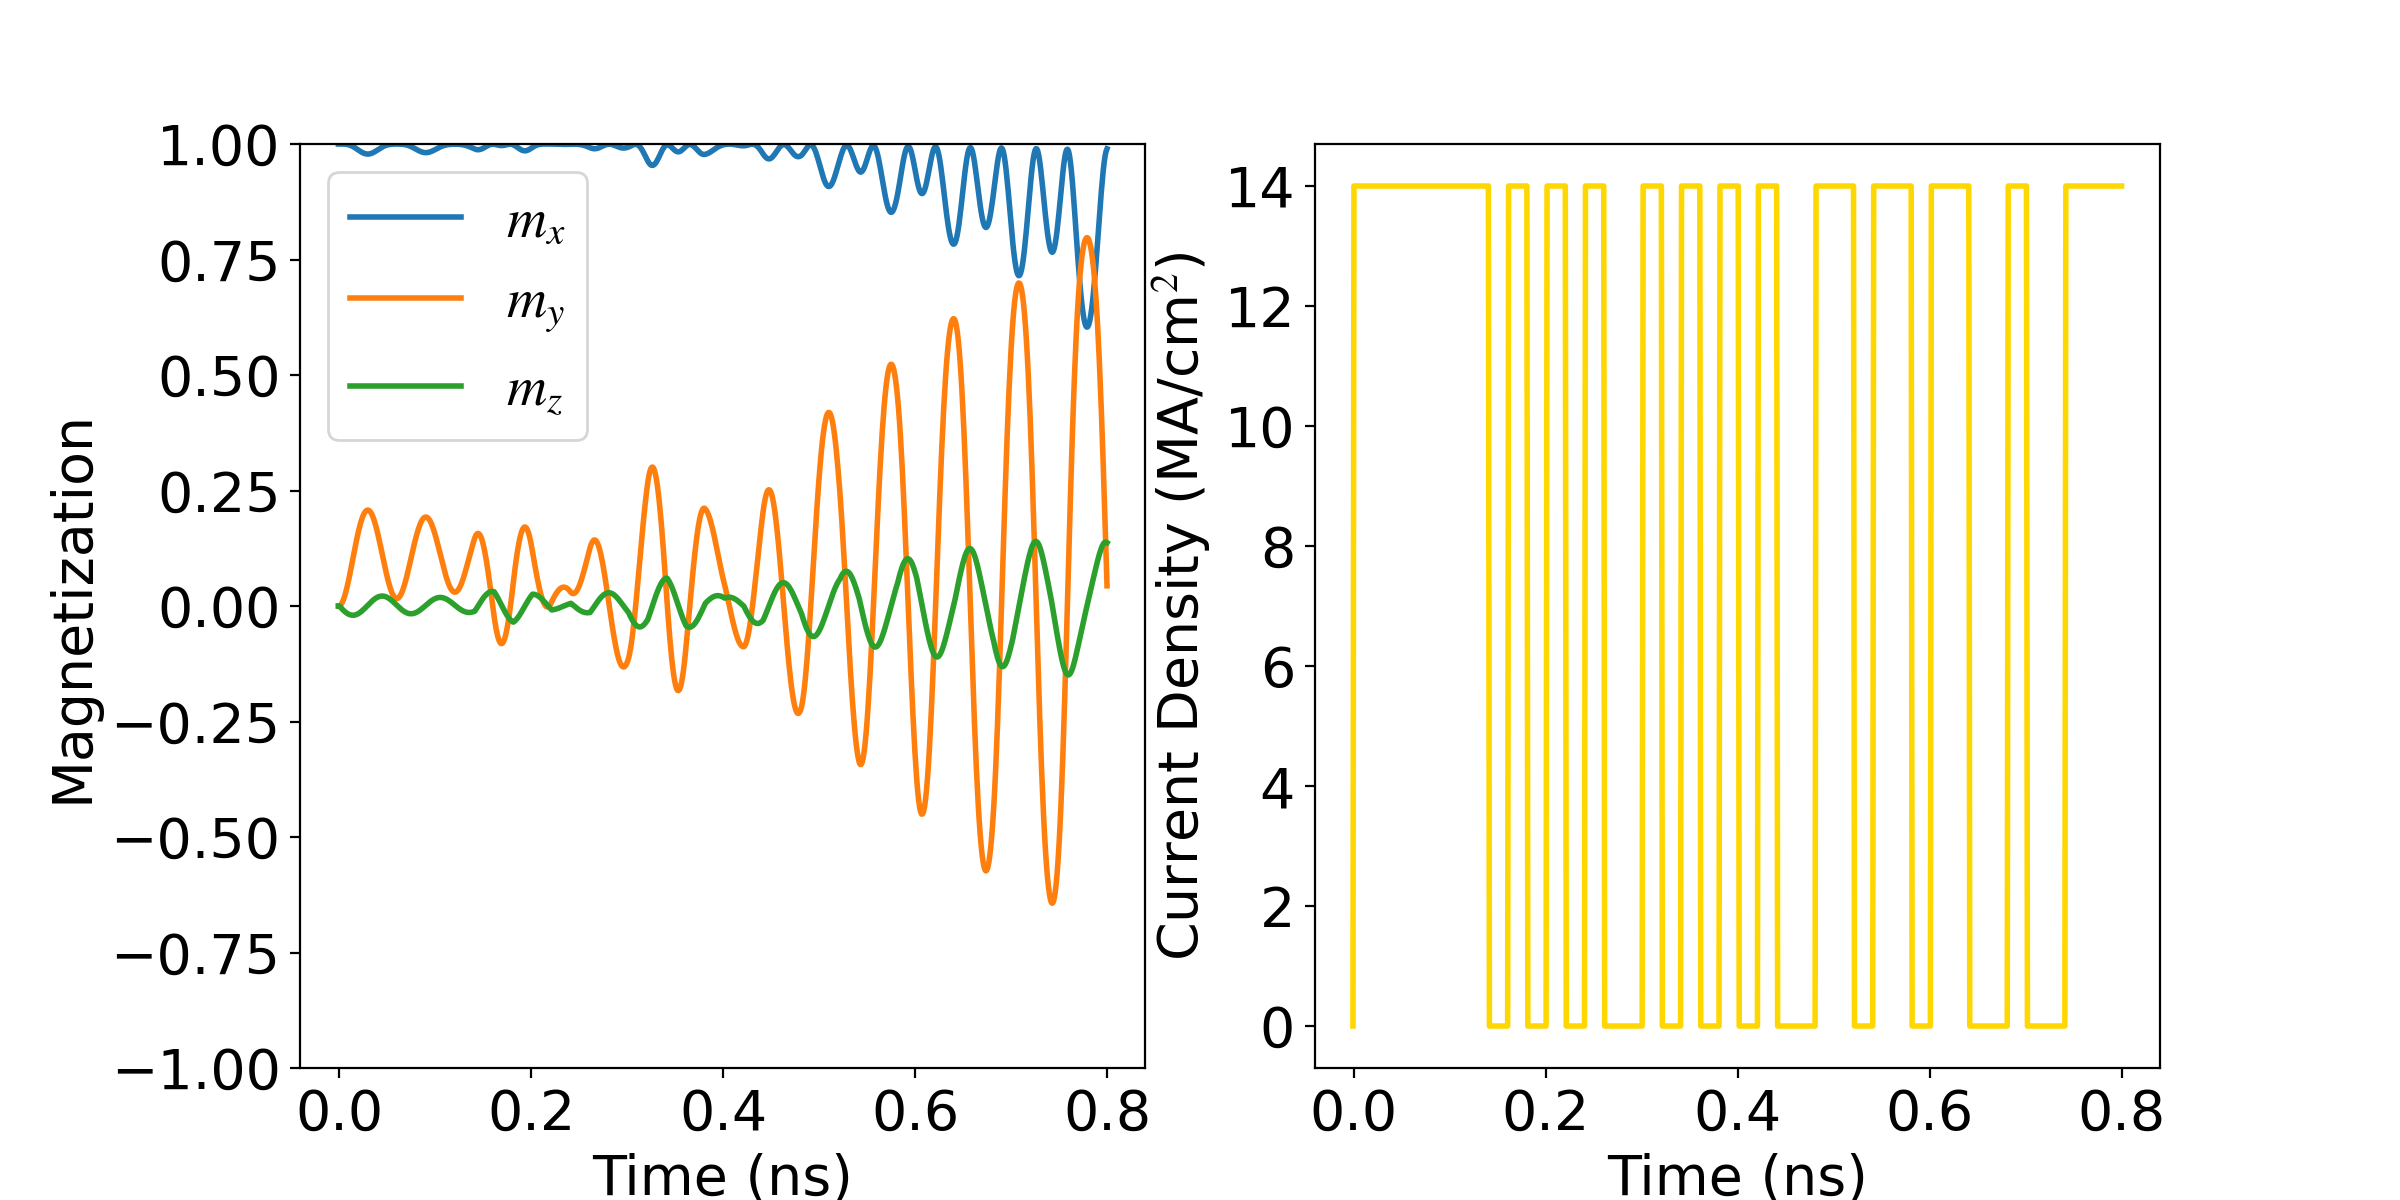 1.00
0.75
0.50
0.25
0.00
−0.25
−0.50
−0.75
−1.00
Magnetization
m_x
m_y
m_z
0.0 0.2 0.4 0.6 0.8
Time (ns)
14
12
10
8
6
4
2
0
Current Density (MA/cm²)
0.0 0.2 0.4 0.6 0.8
Time (ns)